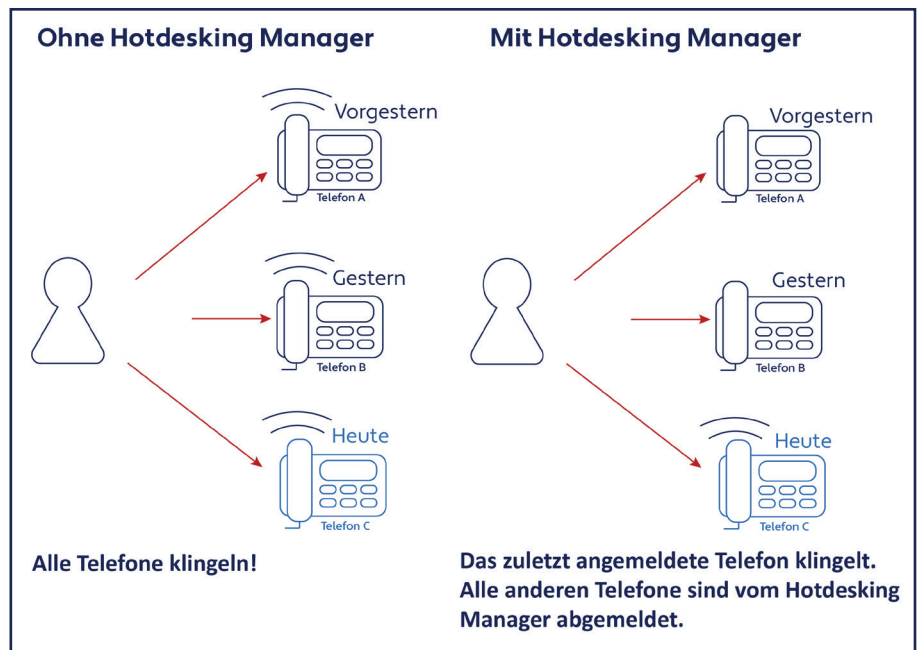 Ohne Hotdesking Manager
Vorgestern
Telefon A
Gestern
Telefon B
Heute
Telefon C
Alle Telefone klingeln!
Mit Hotdesking Manager
Vorgestern
Telefon A
Gestern
Telefon B
Heute
Telefon C
Das zuletzt angemeldete Telefon klingelt.
Alle anderen Telefone sind vom Hotdesking
Manager abgemeldet.